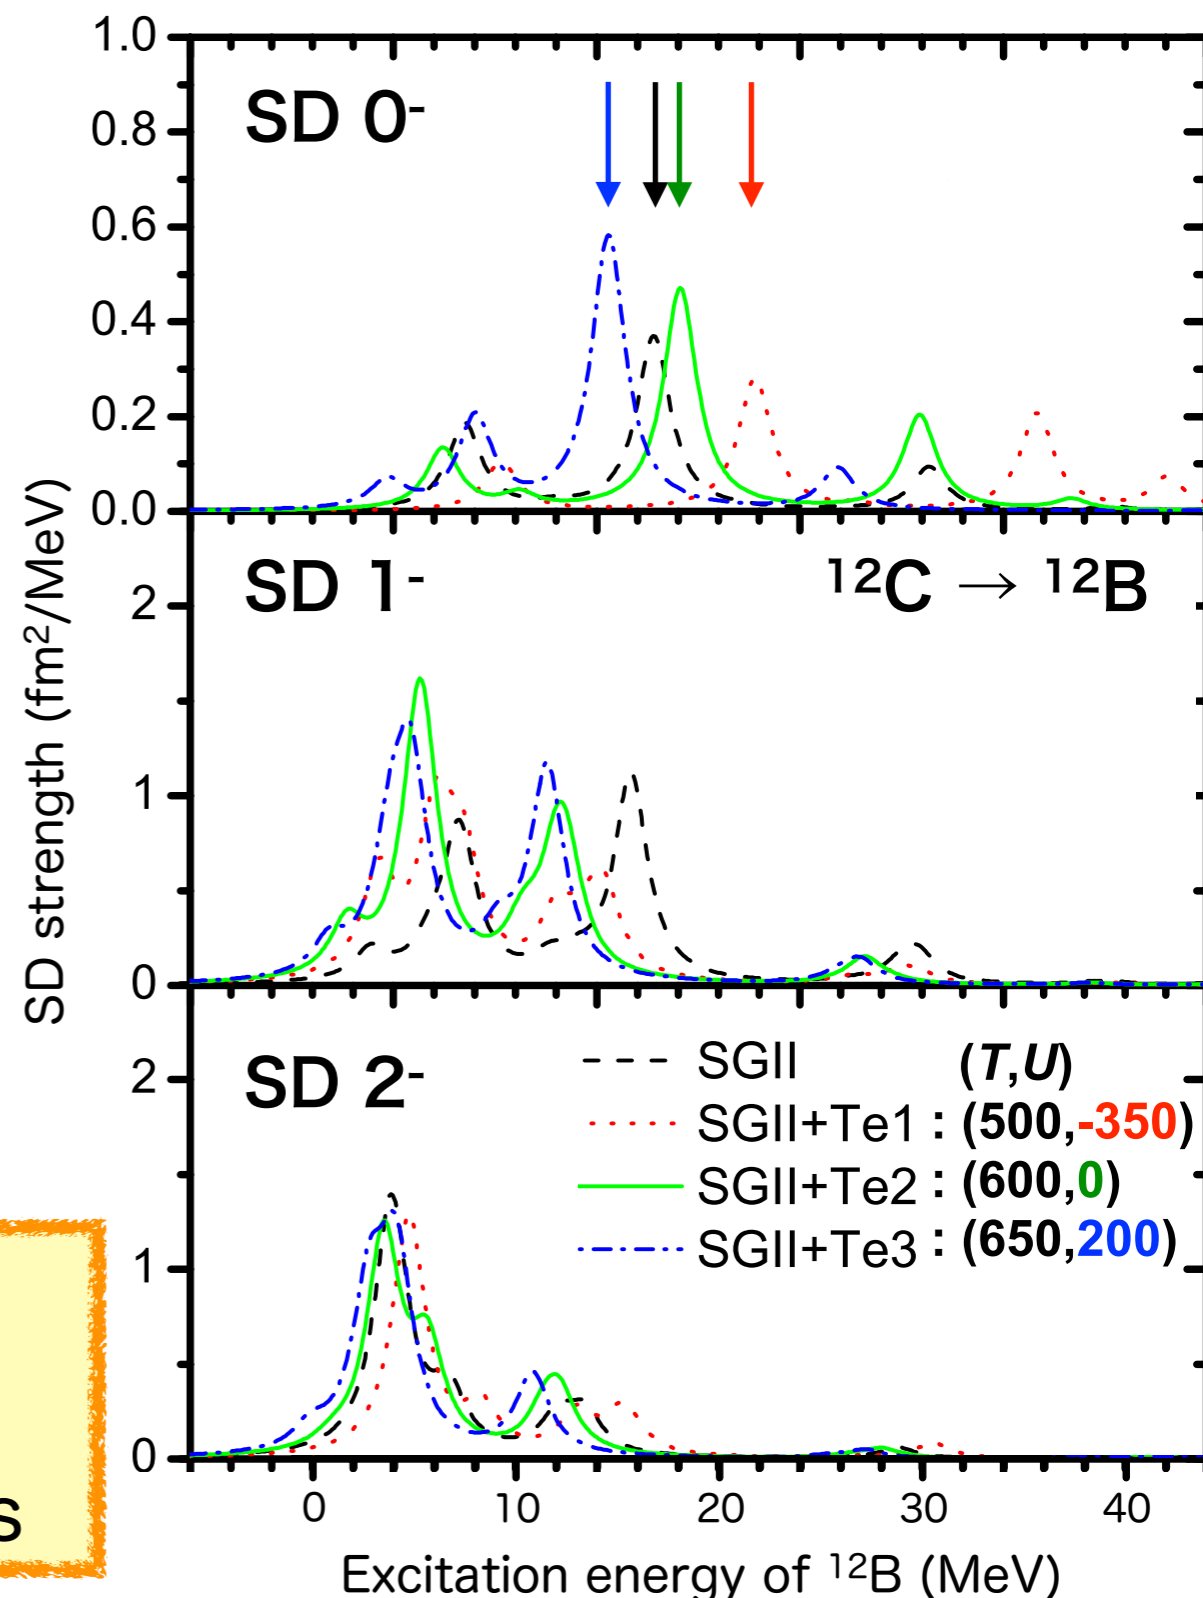 1.0
SD 0-
0.8
0.6
0.4
0.2
0.0
SD 1-
¹²C → ¹²B
2
1
0
SD strength (fm²/MeV)
SD 2-
2
1
0
SGII (T,U)
SGII+Te1 : (500,-350)
SGII+Te2 : (600,0)
SGII+Te3 : (650,200)
s
0 10 20 30 40
Excitation energy of ¹²B (MeV)